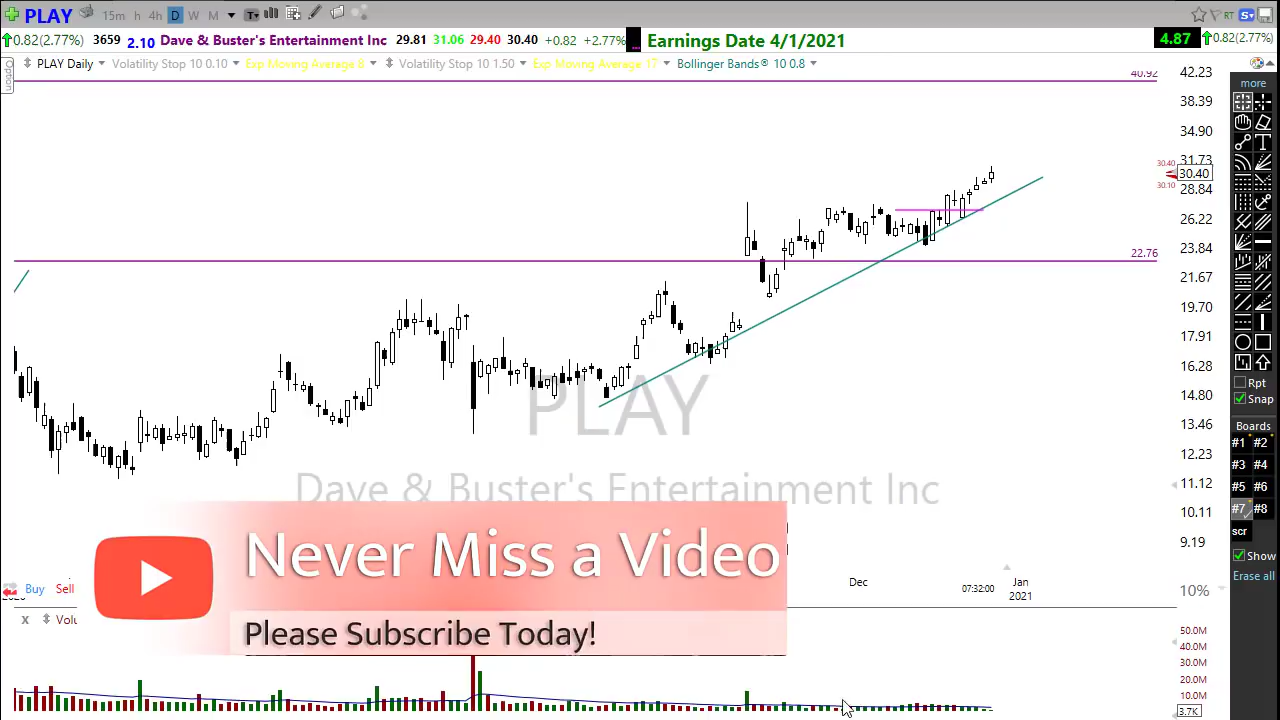 PLAY 15m h 4h D W M T RT S
0.82(2.77%) 3659 2.10 Dave & Buster's Entertainment Inc 29.81 31.06 29.40 30.40 +0.82 +2.77% Earnings Date 4/1/2021 4.87 0.82(2.77%)
Option PLAY Daily Volatility Stop 10 0.10 Exp Moving Average 8 Volatility Stop 10 1.50 Exp Moving Average 17 Bollinger Bands® 10 0.8
40.92
42.23
more
38.39
34.90
31.73
30.40
30.40
30.10
28.84
26.22
23.84
22.76
21.67
19.70
17.91
16.28
14.80
13.46
12.23
11.12
10.11
9.19
PLAY
Dave & Buster's Entertainment Inc
Rpt
Snap
Boards
#1 #2
#3 #4
#5 #6
#7 #8
scr
Show
Erase all
Never Miss a Video
Please Subscribe Today!
Buy Sell
Dec
07:32:00
Jan
2021
10%
x
50.0M
40.0M
30.0M
20.0M
10.0M
3.7K